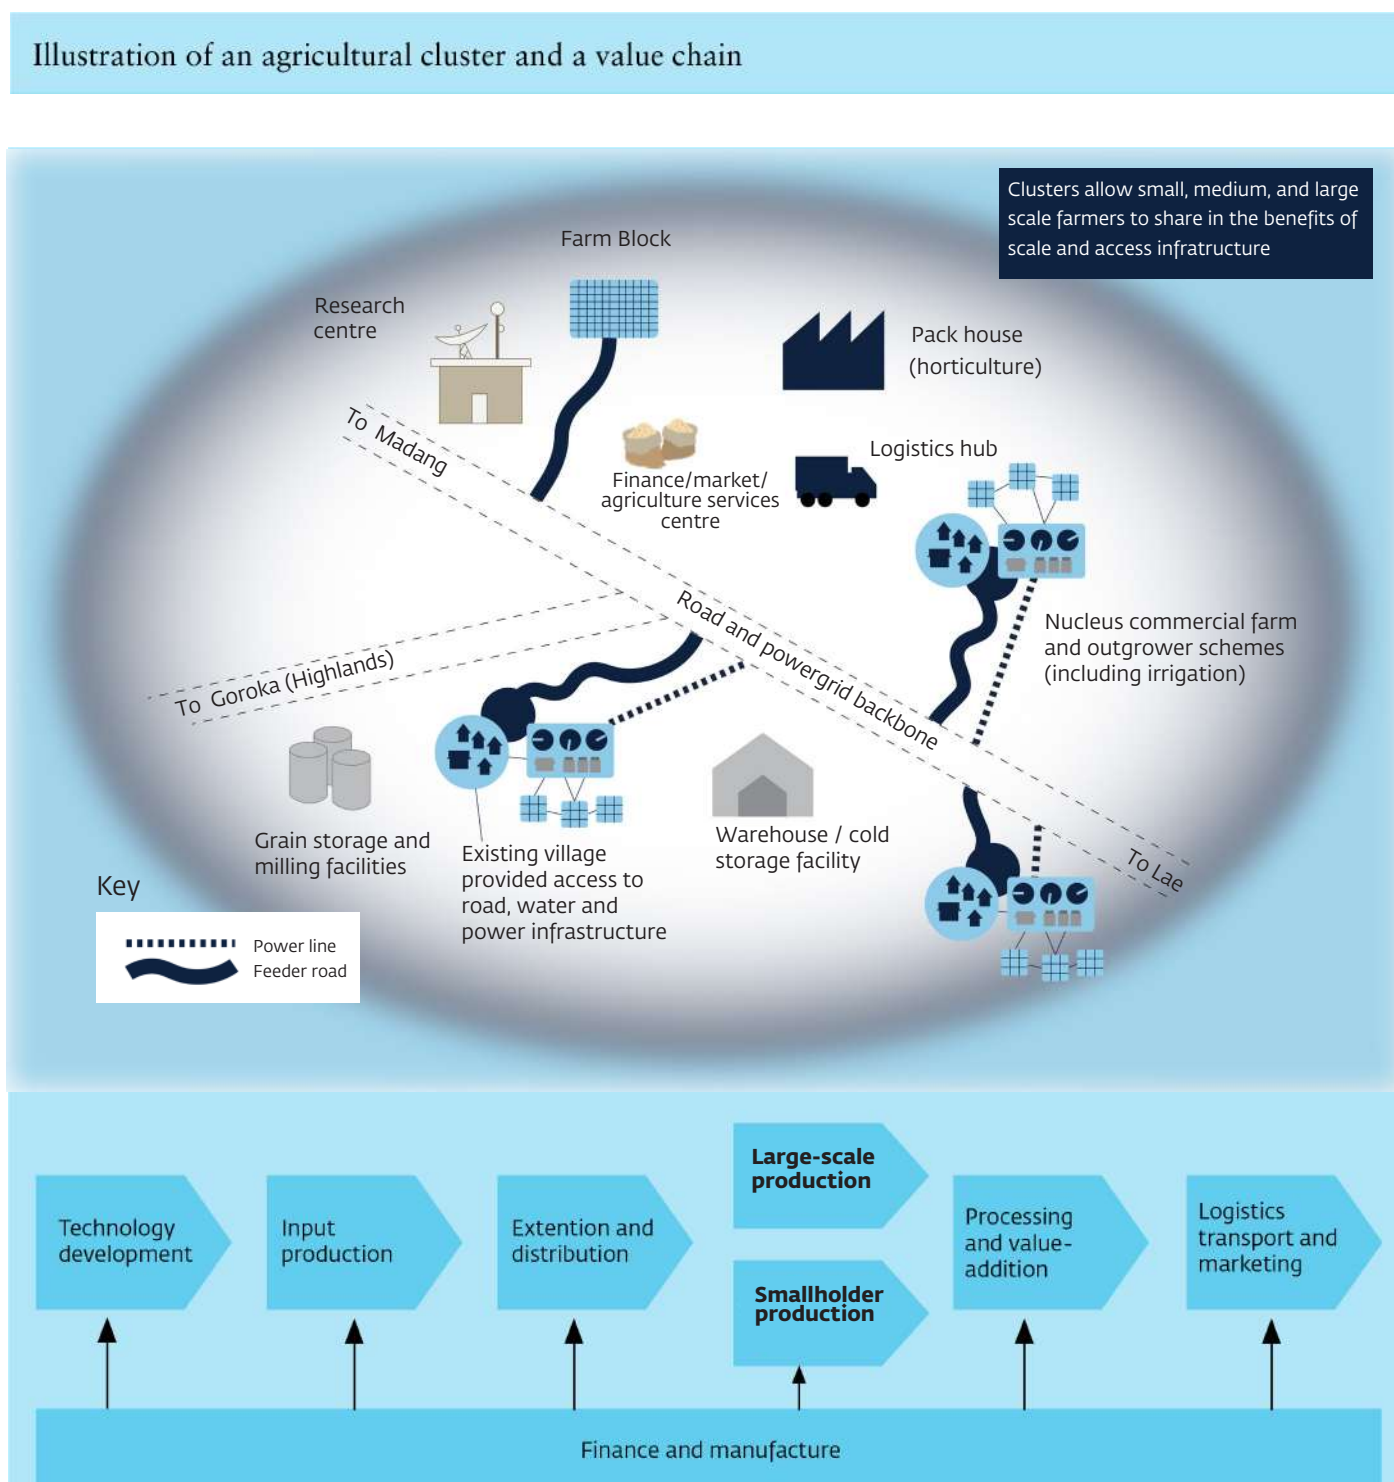 Illustration of an agricultural cluster and a value chain
Clusters allow small, medium, and large
scale farmers to share in the benefits of
scale and access infratructure
Farm Block
Research
centre
Pack house
(horticulture)
To Madang
Logistics hub
Finance/market/
agriculture services
centre
Road and powergrid backbone
Nucleus commercial farm
and outgrower schemes
(including irrigation)
To Goroka (Highlands)
Grain storage and
milling facilities
Existing village
provided access to
road, water and
power infrastructure
Warehouse / cold
storage facility
To Lae
Key
Power line
Feeder road
Technology
development
Input
production
Extention and
distribution
Large-scale
production
Smallholder
production
Processing
and value-
addition
Logistics
transport and
marketing
Finance and manufacture